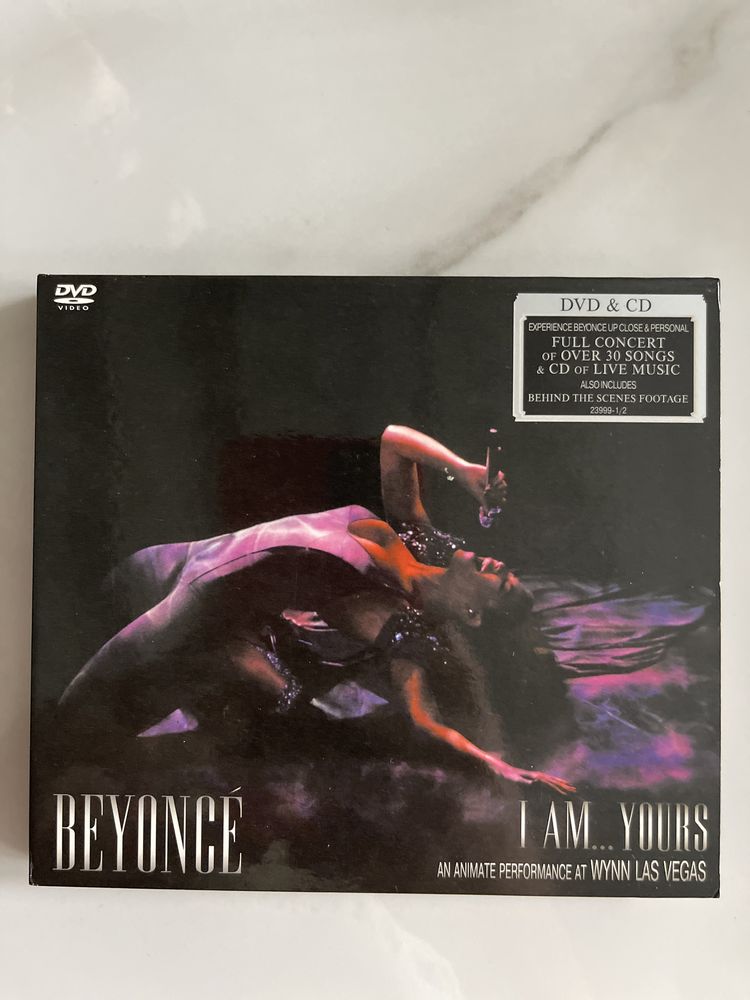 DVD
VIDEO
DVD & CD
EXPERIENCE BEYONCE UP CLOSE & PERSONAL
FULL CONCERT
OF OVER 30 SONGS
& CD OF LIVE MUSIC
ALSO INCLUDES
BEHIND THE SCENES FOOTAGE
23999-1/2
BEYONCÉ
I AM... YOURS
AN ANIMATE PERFORMANCE AT WYNN LAS VEGAS